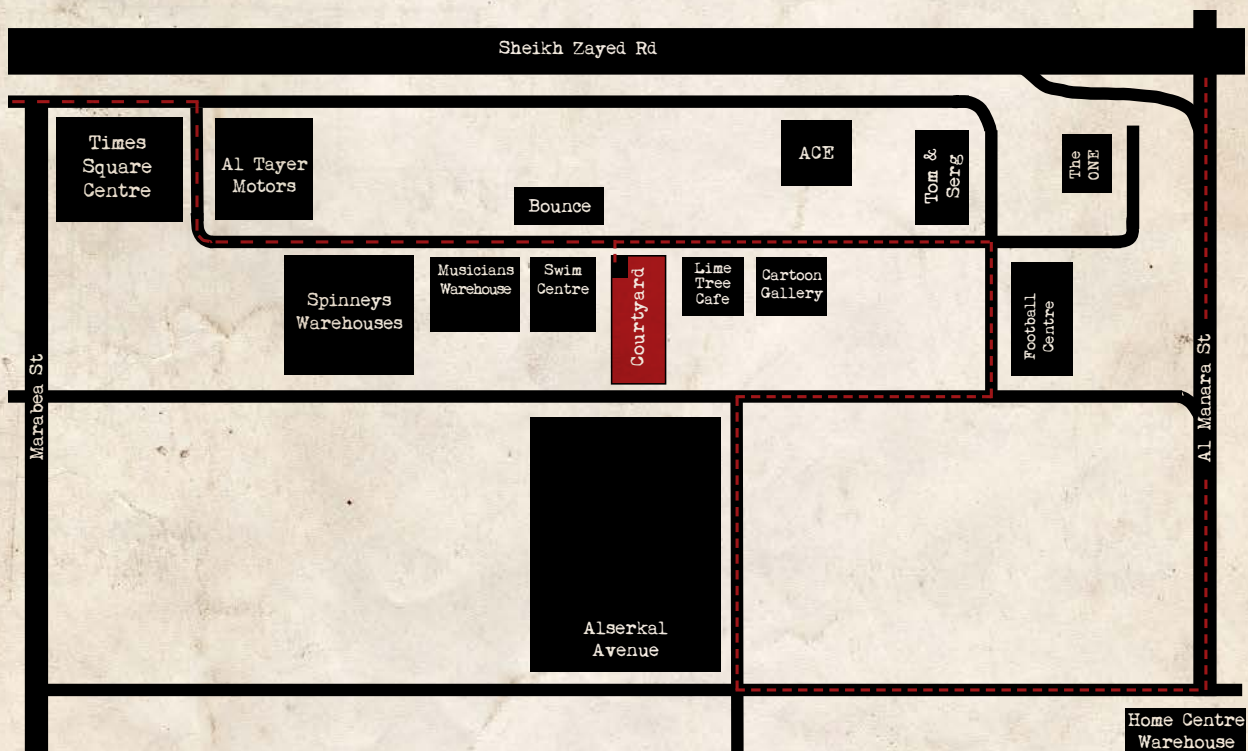 Sheikh Zayed Rd
Times
Square
Centre
Al Tayer
Motors
ACE
Tom &
Serg
The
ONE
Bounce
Spinneys
Warehouses
Musicians
Warehouse
Swim
Centre
Courtyard
Lime
Tree
Cafe
Cartoon
Gallery
Football
Centre
Marabea St
Al Manara St
Alserkal
Avenue
Home Centre
Warehouse